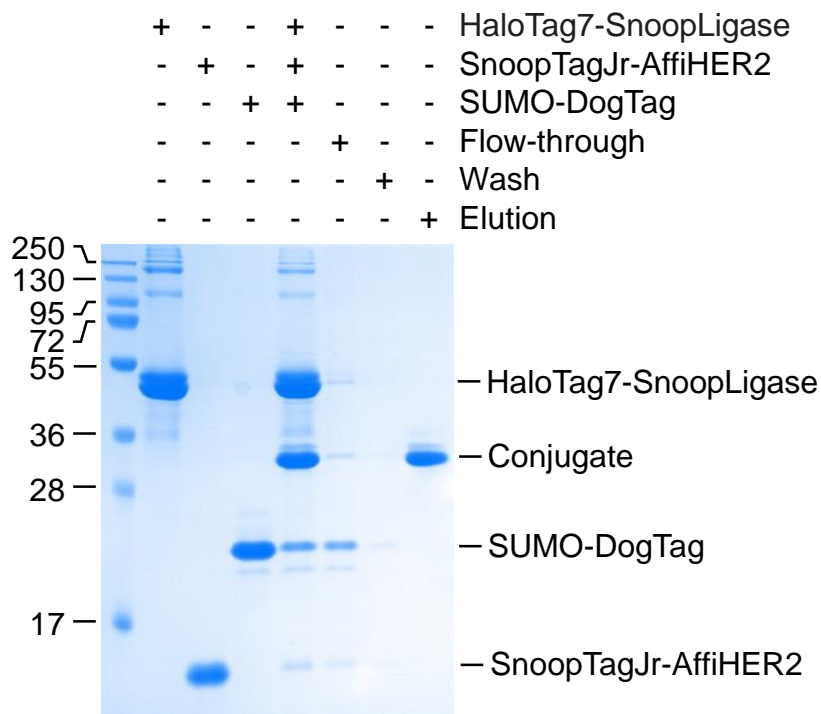 + - - + - - - HaloTag7-SnoopLigase
- + - + - - - SnoopTagJr-AffiHER2
- - + + - - - SUMO-DogTag
- - - - + - - Flow-through
- - - - - + - Wash
- - - - - - + Elution
250
130
95
72
55
HaloTag7-SnoopLigase
36
Conjugate
28
SUMO-DogTag
17
SnoopTagJr-AffiHER2